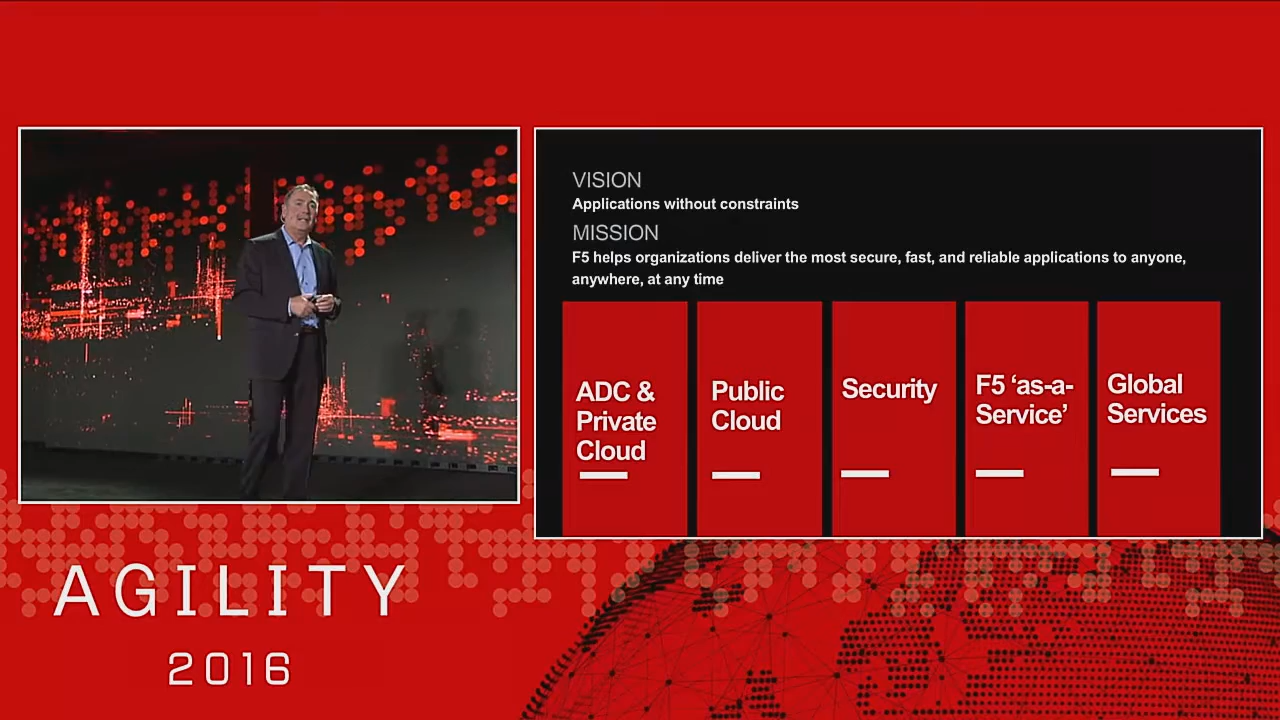 VISION
Applications without constraints
MISSION
F5 helps organizations deliver the most secure, fast, and reliable applications to anyone,
anywhere, at any time
ADC &
Private
Cloud
Public
Cloud
Security
F5 ‘as-a-
Service’
Global
Services
AGILITY
2016